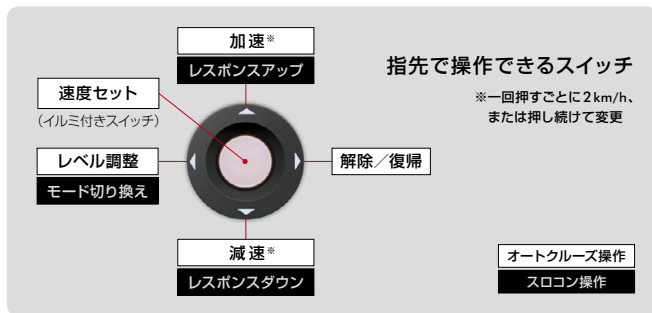 加速※
レスポンスアップ
指先で操作できるスイッチ
※一回押すごとに2km/h、
または押し続けて変更
速度セット
(イルミ付きスイッチ)
レベル調整
モード切り換え
解除／復帰
減速※
レスポンスダウン
オートクルーズ操作
スロコン操作